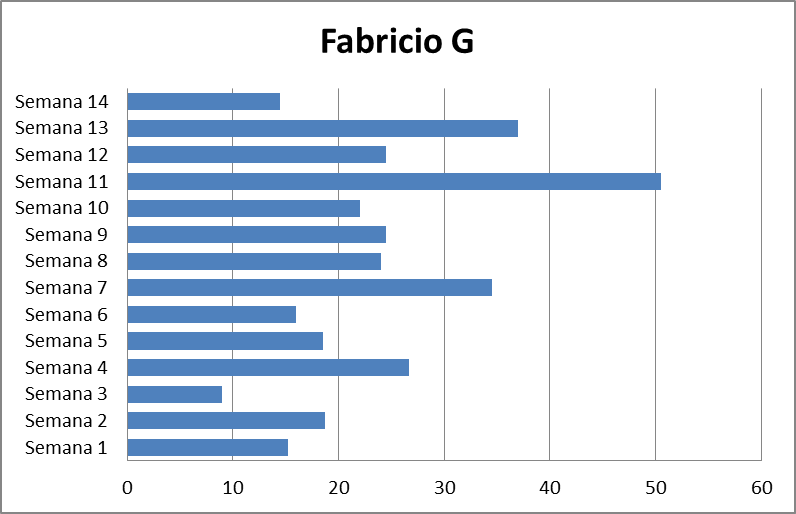 Fabricio G
Semana 14
Semana 13
Semana 12
Semana 11
Semana 10
Semana 9
Semana 8
Semana 7
Semana 6
Semana 5
Semana 4
Semana 3
Semana 2
Semana 1
0 10 20 30 40 50 60